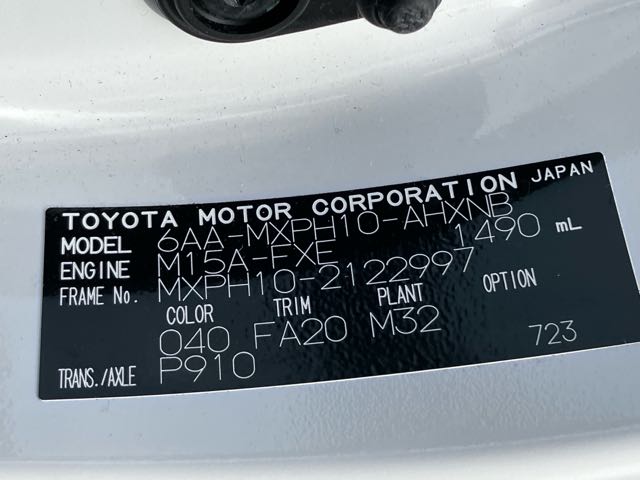 TOYOTA MOTOR CORPORATION JAPAN
MODEL 6AA-MXPH10-AHXNB
ENGINE M15A-FXE 1490 mL
FRAME No. MXPH10-2122997
COLOR TRIM PLANT OPTION
040 FA20 M32
TRANS./AXLE P910 723